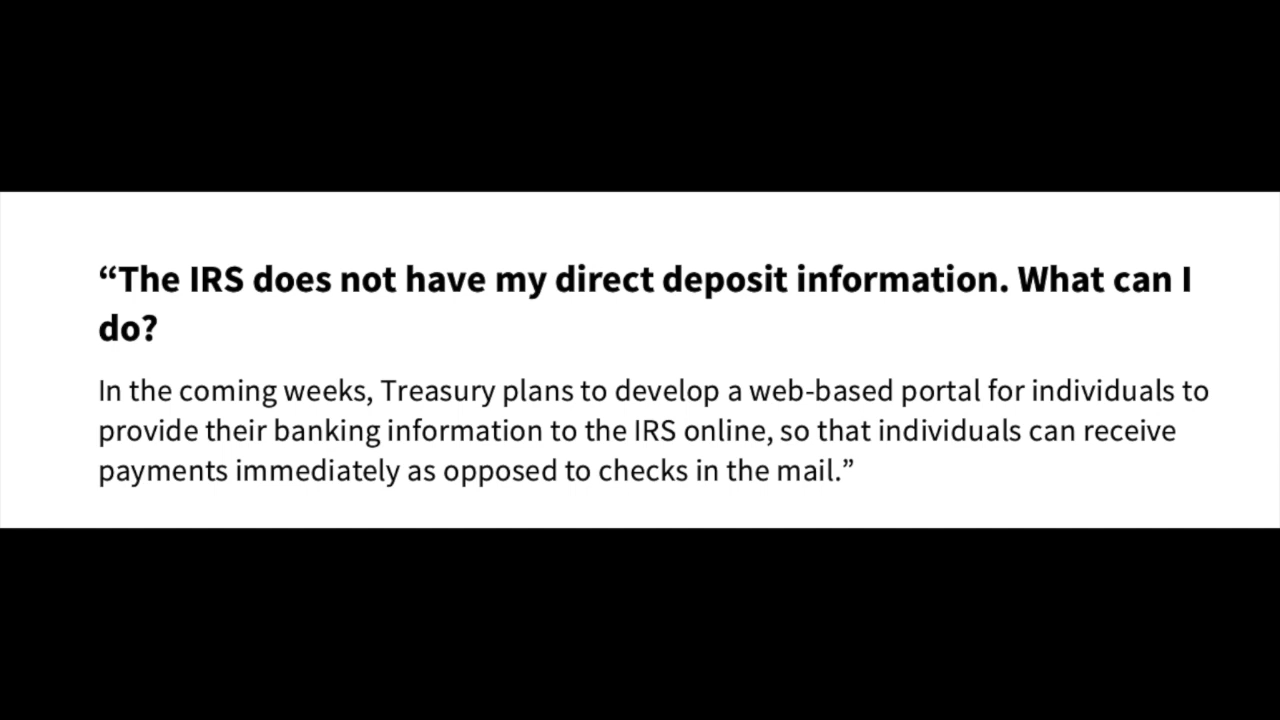 “The IRS does not have my direct deposit information. What can I
do?
In the coming weeks, Treasury plans to develop a web-based portal for individuals to
provide their banking information to the IRS online, so that individuals can receive
payments immediately as opposed to checks in the mail.”